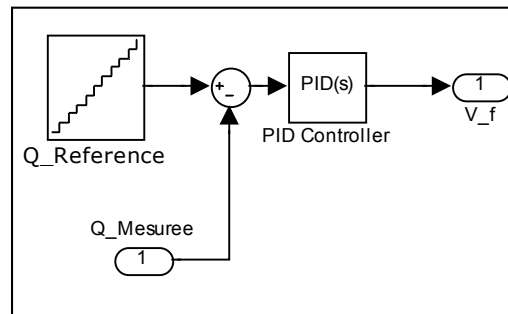 +
−
PID(s)
1
Q_Reference
PID Controller
V_f
Q_Mesuree
1